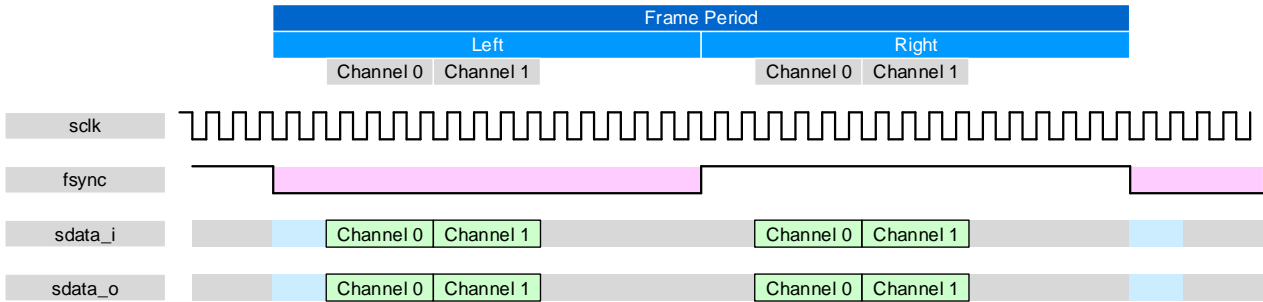 Frame Period
Left Right
Channel 0 Channel 1 Channel 0 Channel 1
sclk
fsync
sdata_i Channel 0 Channel 1 Channel 0 Channel 1
sdata_o Channel 0 Channel 1 Channel 0 Channel 1